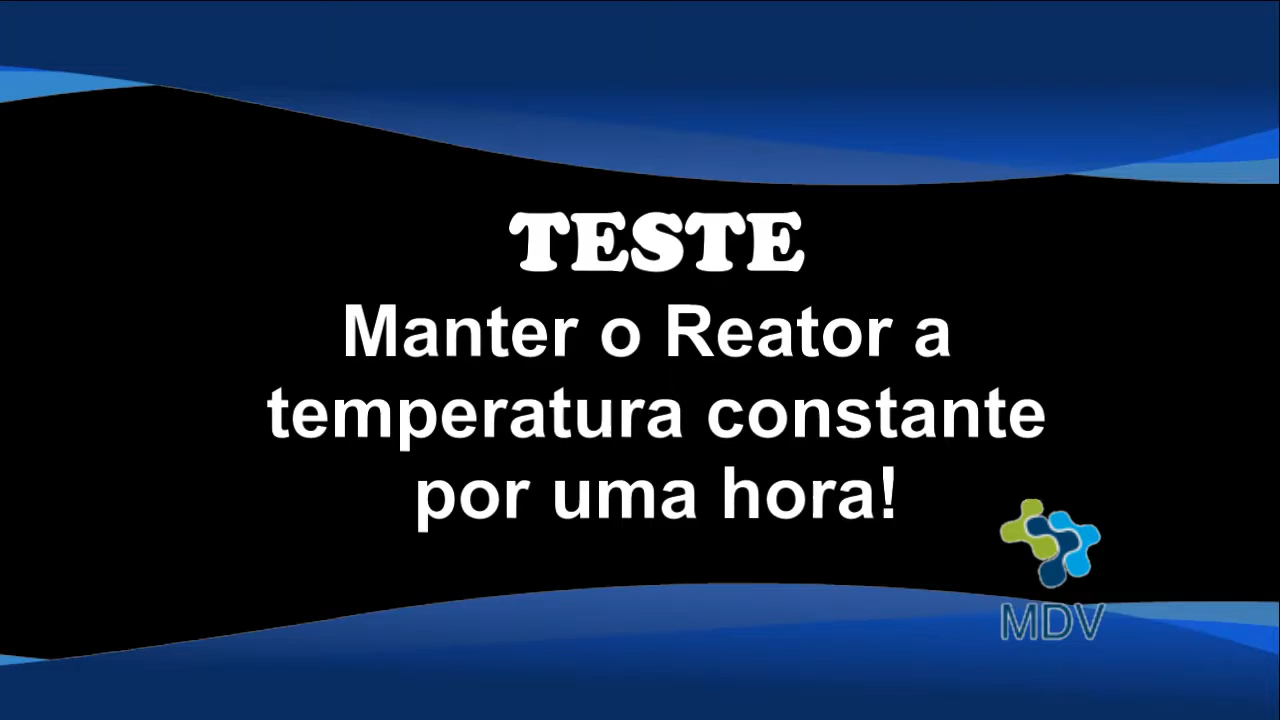 TESTE
Manter o Reator a
temperatura constante
por uma hora!
MDV